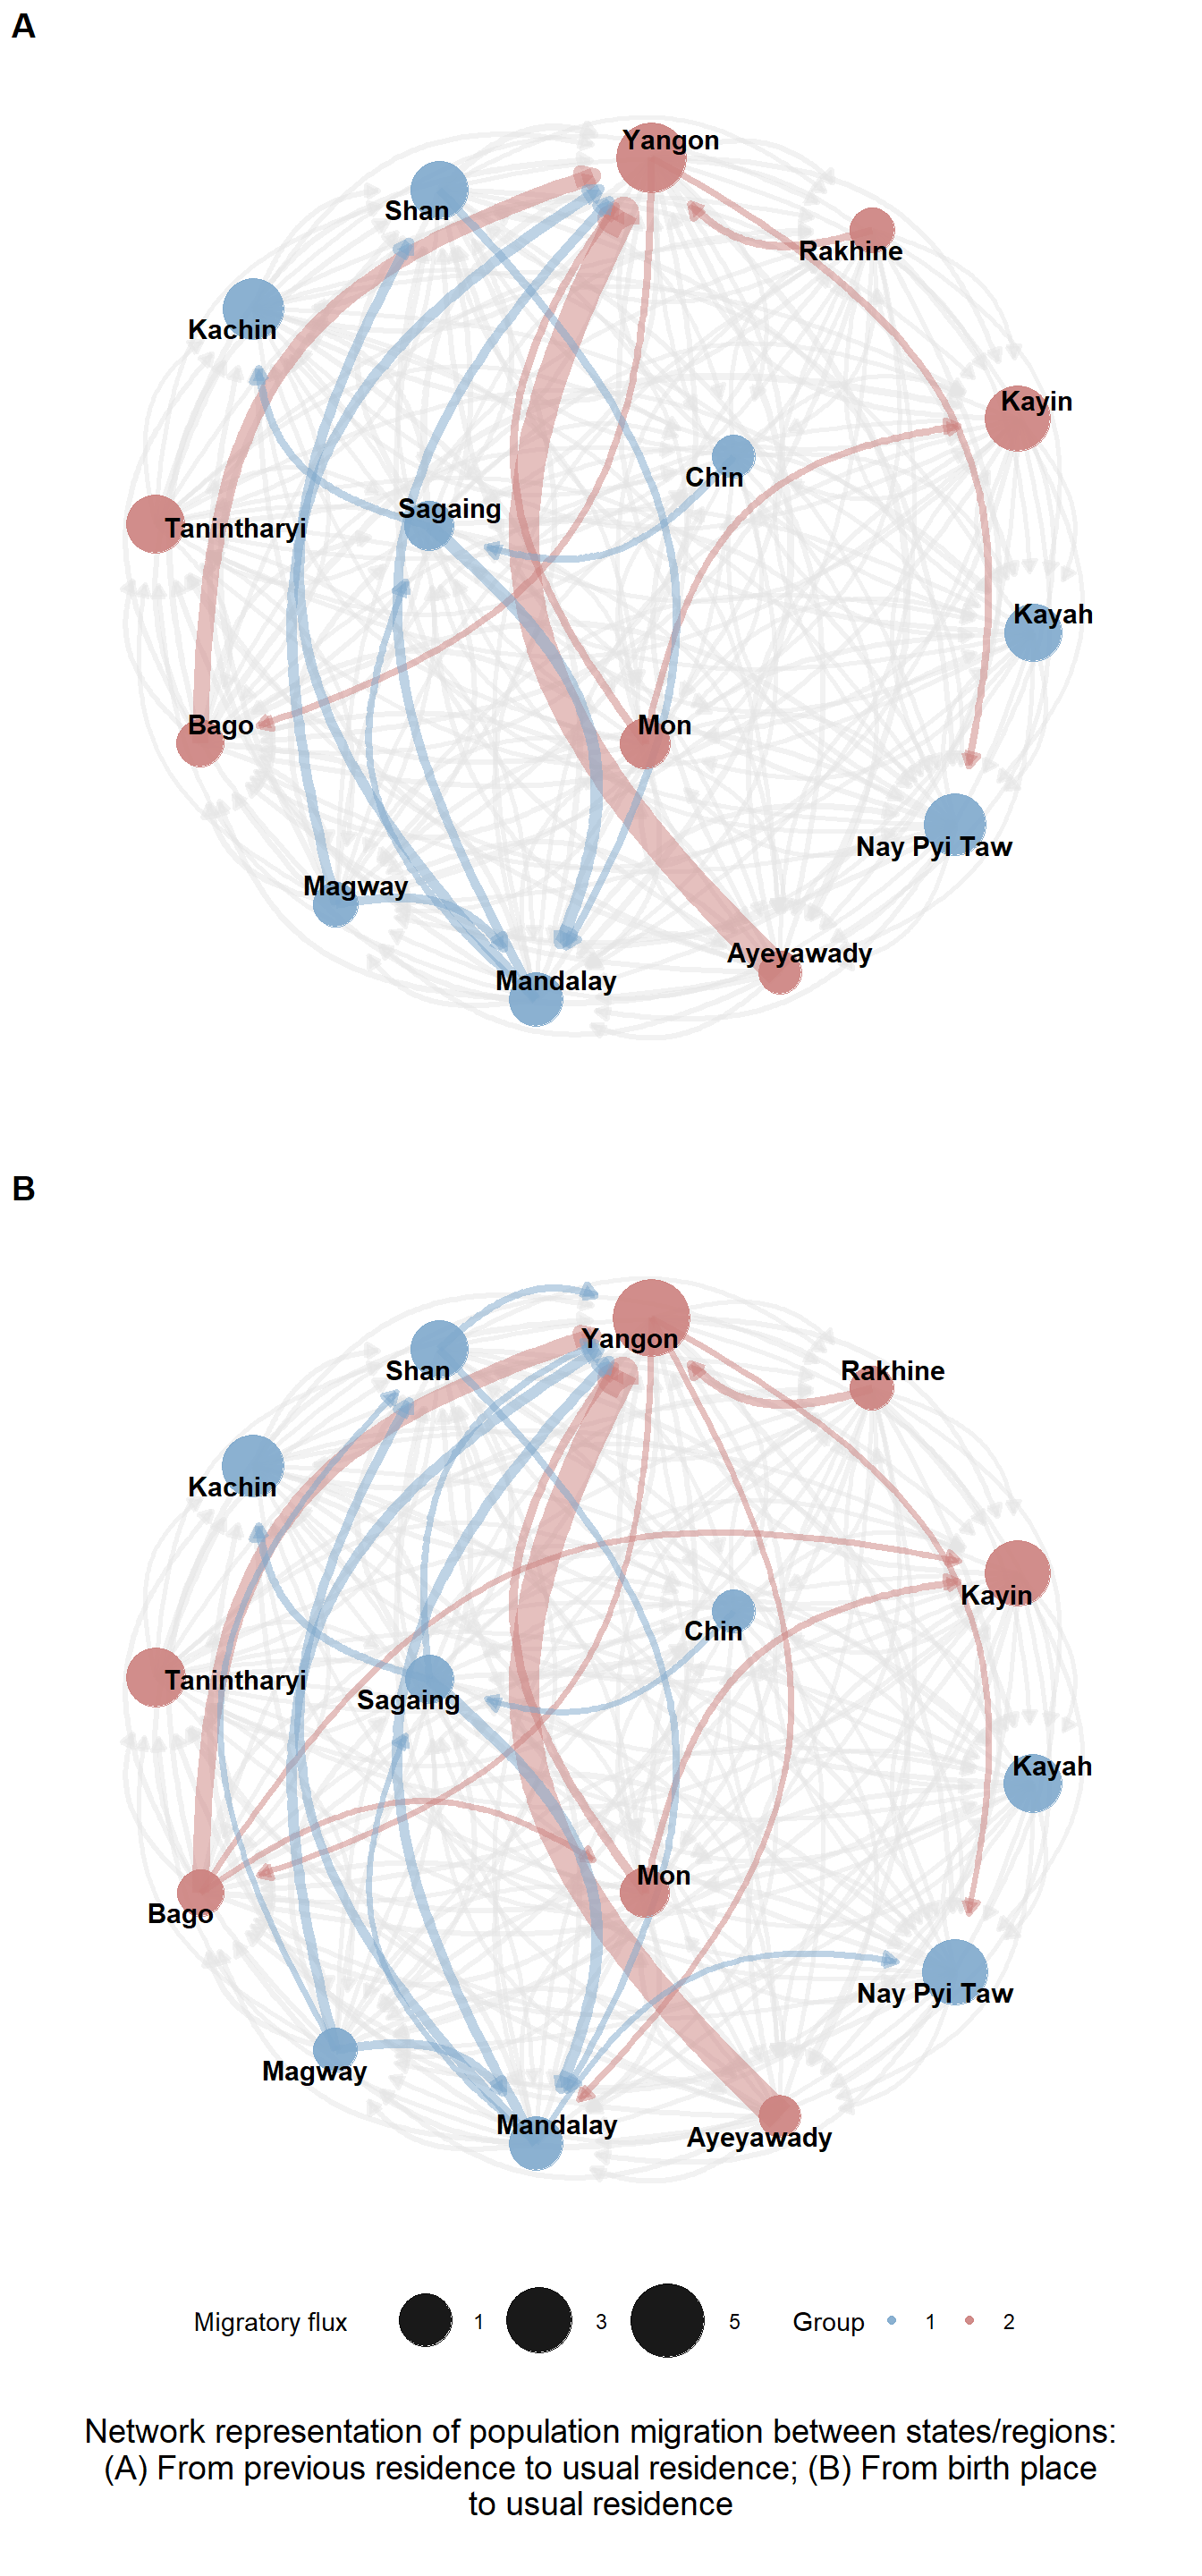 A
Yangon
Shan
Rakhine
Kachin
Kayin
Chin
Sagaing
Tanintharyi
Kayah
Bago
Mon
Nay Pyi Taw
Magway
Ayeyawady
Mandalay
B
Yangon
Shan
Rakhine
Kachin
Kayin
Chin
Tanintharyi
Sagaing
Kayah
Mon
Bago
Nay Pyi Taw
Magway
Mandalay
Ayeyawady
Migratory flux 1 3 5 Group 1 2
Network representation of population migration between states/regions:
(A) From previous residence to usual residence; (B) From birth place
to usual residence